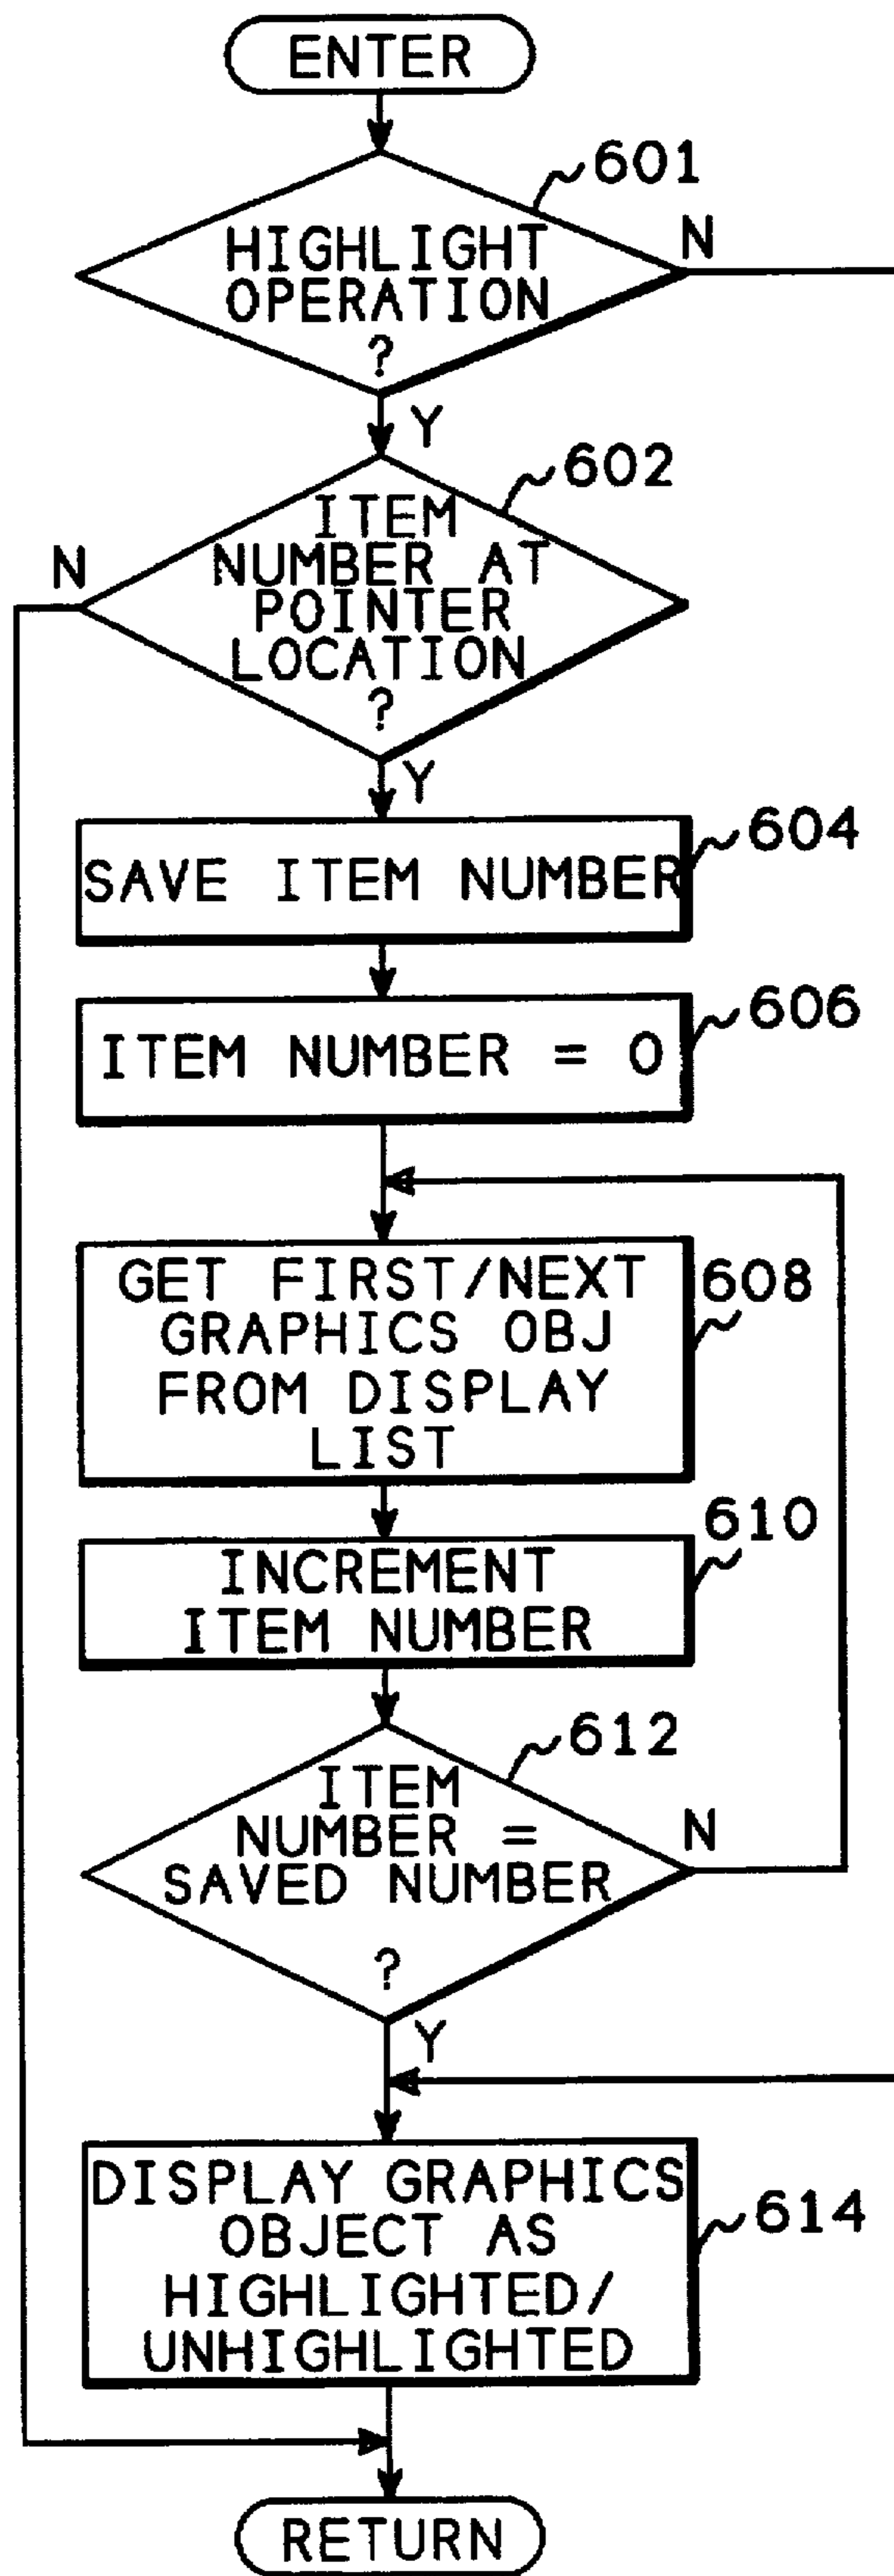 ENTER
601
HIGHLIGHT
OPERATION
?
N
Y
602
ITEM
NUMBER AT
POINTER
LOCATION
?
N
Y
604
SAVE ITEM NUMBER
606
ITEM NUMBER = 0
608
GET FIRST/NEXT
GRAPHICS OBJ
FROM DISPLAY
LIST
610
INCREMENT
ITEM NUMBER
612
ITEM
NUMBER =
SAVED NUMBER
?
N
Y
614
DISPLAY GRAPHICS
OBJECT AS
HIGHLIGHTED/
UNHIGHLIGHTED
RETURN